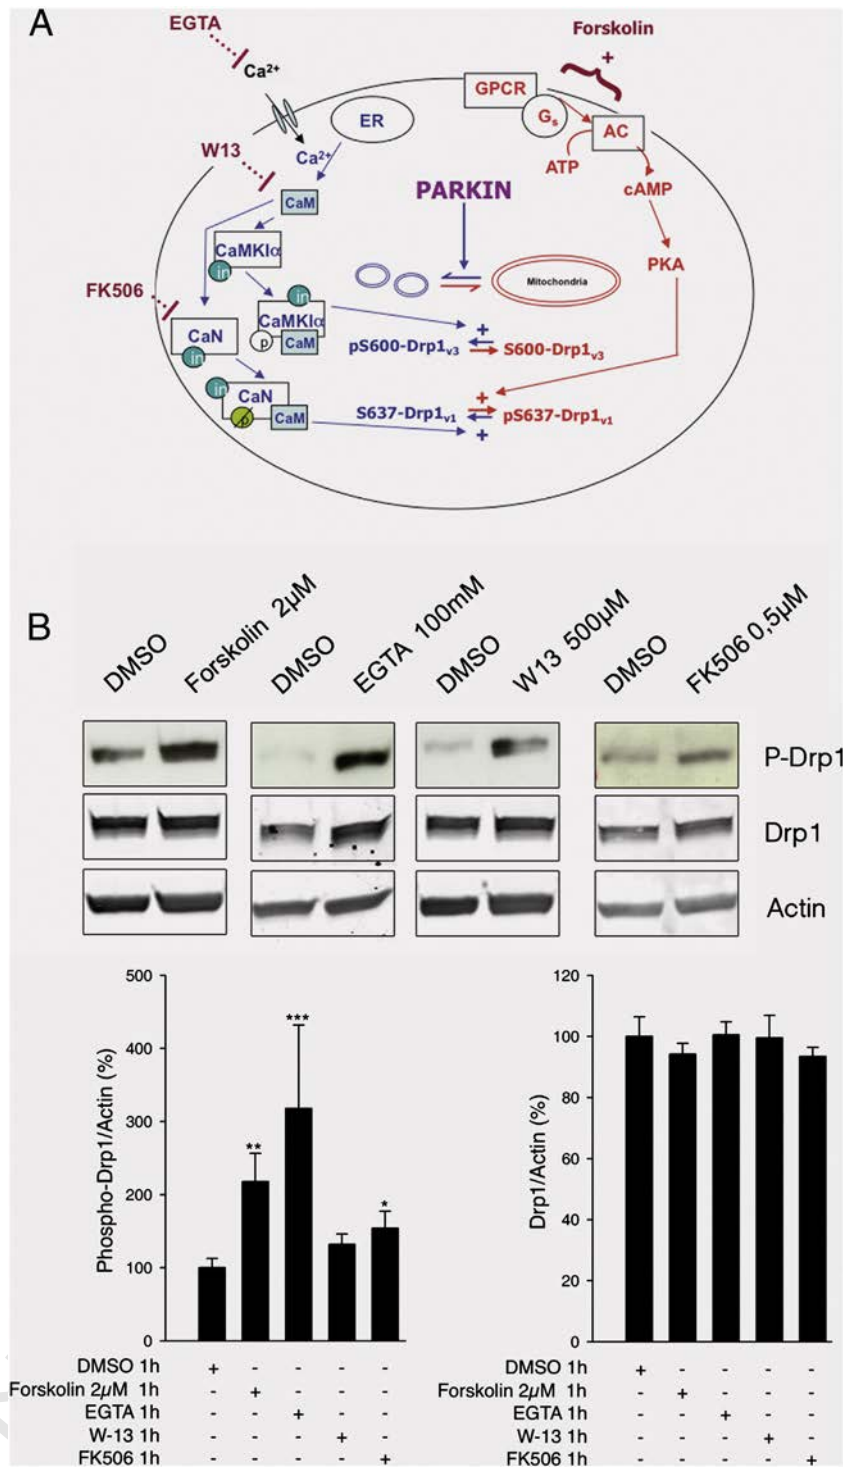 A
EGTA
Forskolin
+
Ca2+
GPCR
Gs
AC
ER
W13
Ca2+
ATP
cAMP
CaM
PARKIN
CaMKIα
in
PKA
FK506
in
Mitochondria
CaMKIα
p
CaM
CaN
in
+
pS600-Drp1v3
S600-Drp1v3
in
CaN
p
CaM
+
S637-Drp1v1
pS637-Drp1v1
+
B
DMSO
Forskolin 2µM
DMSO
EGTA 100mM
DMSO
W13 500µM
DMSO
FK506 0,5µM
P-Drp1
Drp1
Actin
Phospho-Drp1/Actin (%)
500
400
300
200
100
0
**
***
*
DMSO 1h + - - - -
Forskolin 2µM 1h - + - - -
EGTA 1h - - + - -
W-13 1h - - - + -
FK506 1h - - - - +
Drp1/Actin (%)
120
100
80
60
40
20
0
DMSO 1h + - - - -
Forskolin 2µM 1h - + - - -
EGTA 1h - - + - -
W-13 1h - - - + -
FK506 1h - - - - +